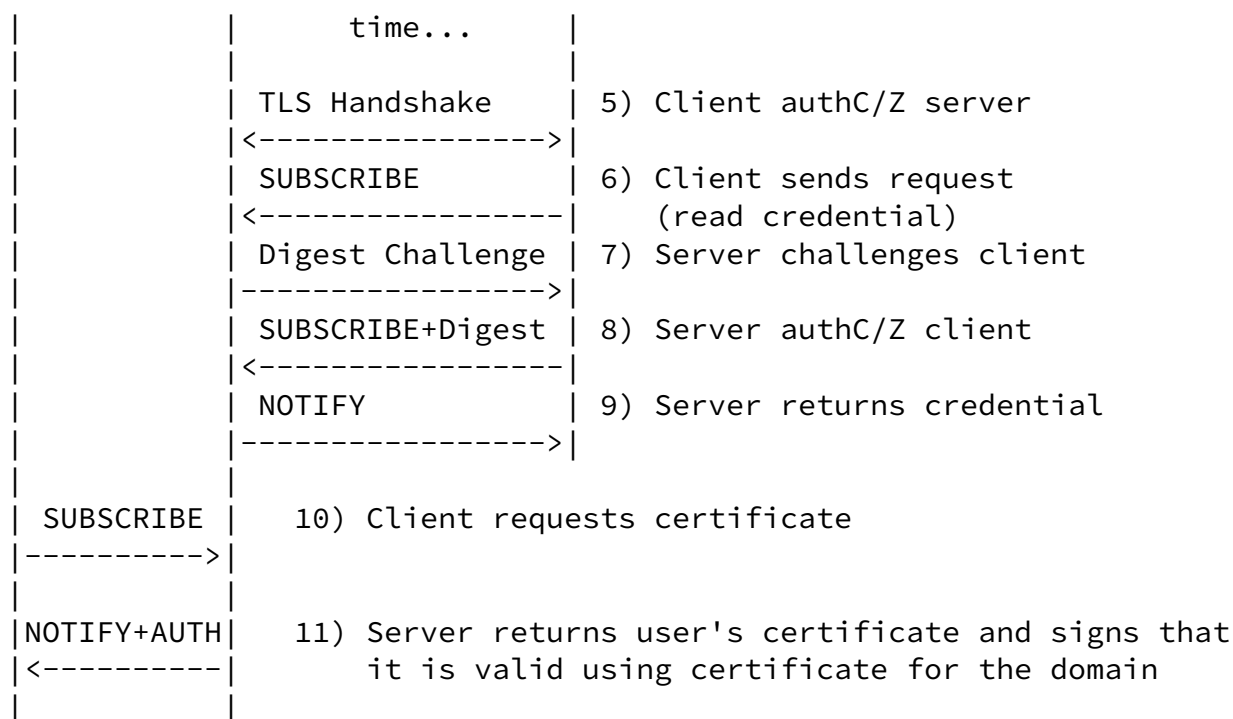 time...
TLS Handshake 5) Client authC/Z server
<---------------->
SUBSCRIBE 6) Client sends request
<----------------- (read credential)
Digest Challenge 7) Server challenges client
----------------->
SUBSCRIBE+Digest 8) Server authC/Z client
<-----------------
NOTIFY 9) Server returns credential
----------------->
SUBSCRIBE 10) Client requests certificate
---------->
NOTIFY+AUTH 11) Server returns user's certificate and signs that
<---------- it is valid using certificate for the domain